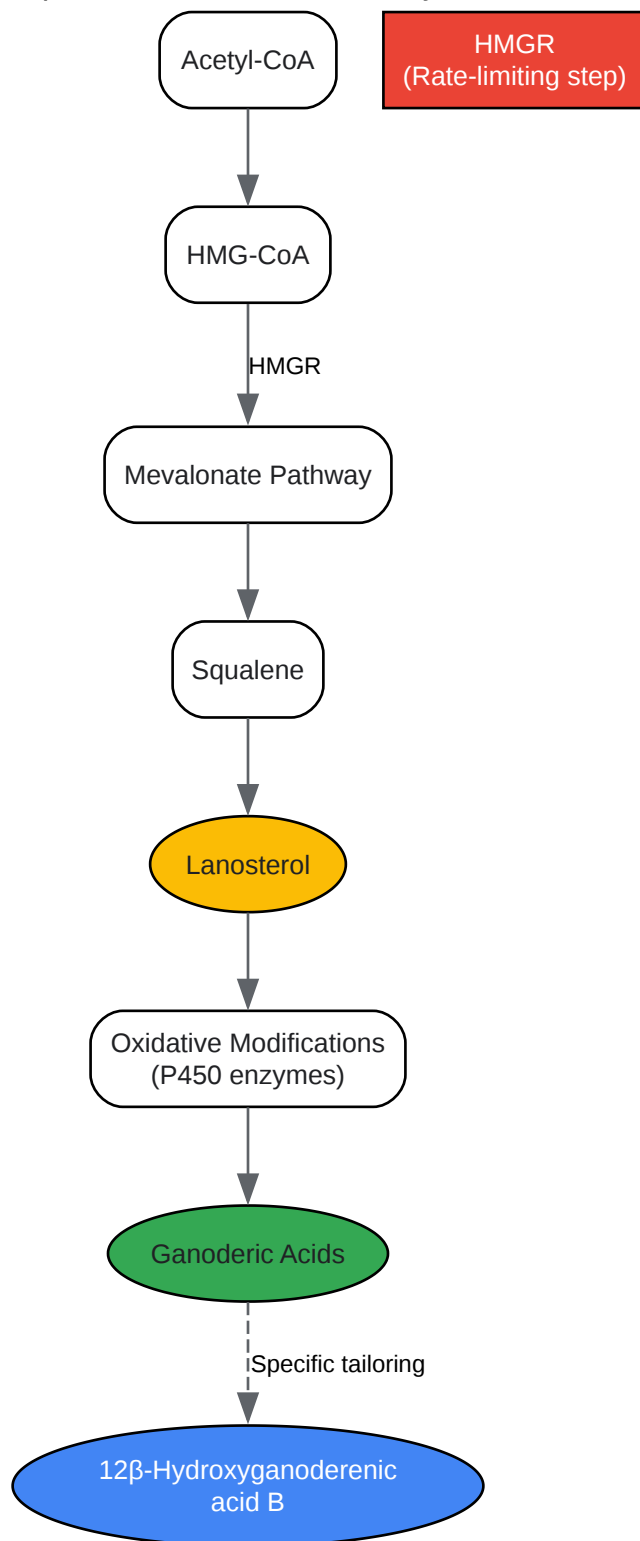 Acetyl-CoA
HMGR
(Rate-limiting step)
HMG-CoA
HMGR
Mevalonate Pathway
Squalene
Lanosterol
Oxidative Modifications
(P450 enzymes)
Ganoderic Acids
Specific tailoring
12β-Hydroxyganoderenic
acid B